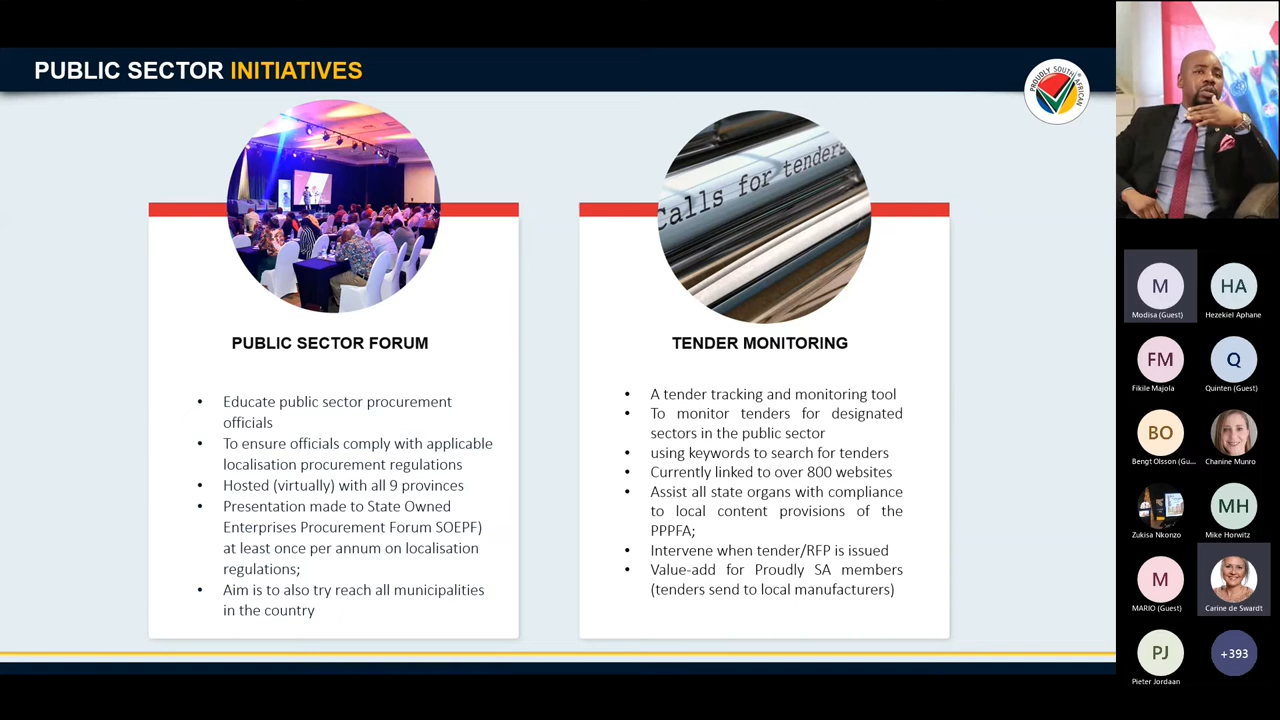 PUBLIC SECTOR INITIATIVES
PROUDLY SOUTH AFRICAN
Calls for tenders
PUBLIC SECTOR FORUM
• Educate public sector procurement
officials
• To ensure officials comply with applicable
localisation procurement regulations
• Hosted (virtually) with all 9 provinces
• Presentation made to State Owned
Enterprises Procurement Forum SOEPF)
at least once per annum on localisation
regulations;
• Aim is to also try reach all municipalities
in the country
TENDER MONITORING
• A tender tracking and monitoring tool
• To monitor tenders for designated
sectors in the public sector
• using keywords to search for tenders
• Currently linked to over 800 websites
• Assist all state organs with compliance
to local content provisions of the
PPPFA;
• Intervene when tender/RFP is issued
• Value-add for Proudly SA members
(tenders send to local manufacturers)
M
Modisa (Guest)
HA
Hezekiel Aphane
FM
Fikile Majola
Q
Quinten (Guest)
BO
Bengt Olsson (Gu...
Chanine Munro
Zukisa Nkonzo
MH
Mike Horwitz
M
MARIO (Guest)
Carine de Swardt
PJ
Pieter Jordaan
+393